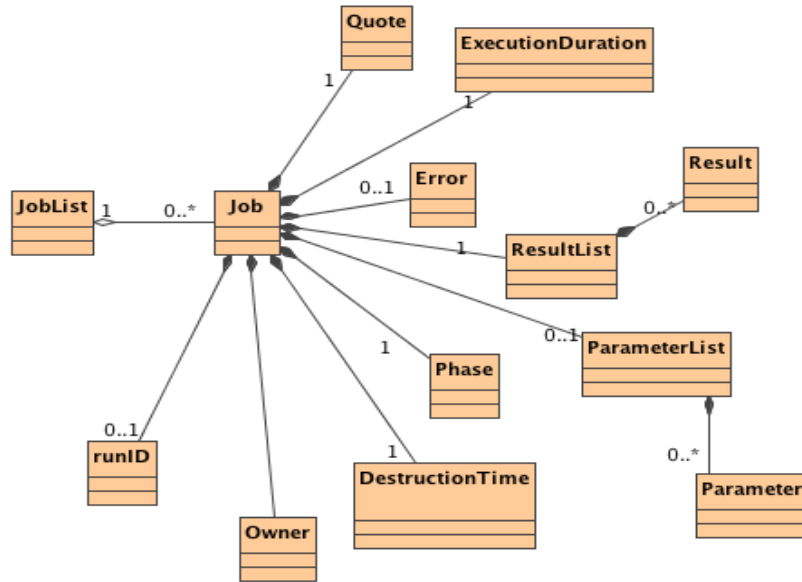 Quote
ExecutionDuration
1
1
Error
Result
0..1
JobList
1
0..*
Job
0..*
1
ResultList
0..1
ParameterList
1
Phase
0..1
runID
1
DestructionTime
0..*
Parameter
Owner